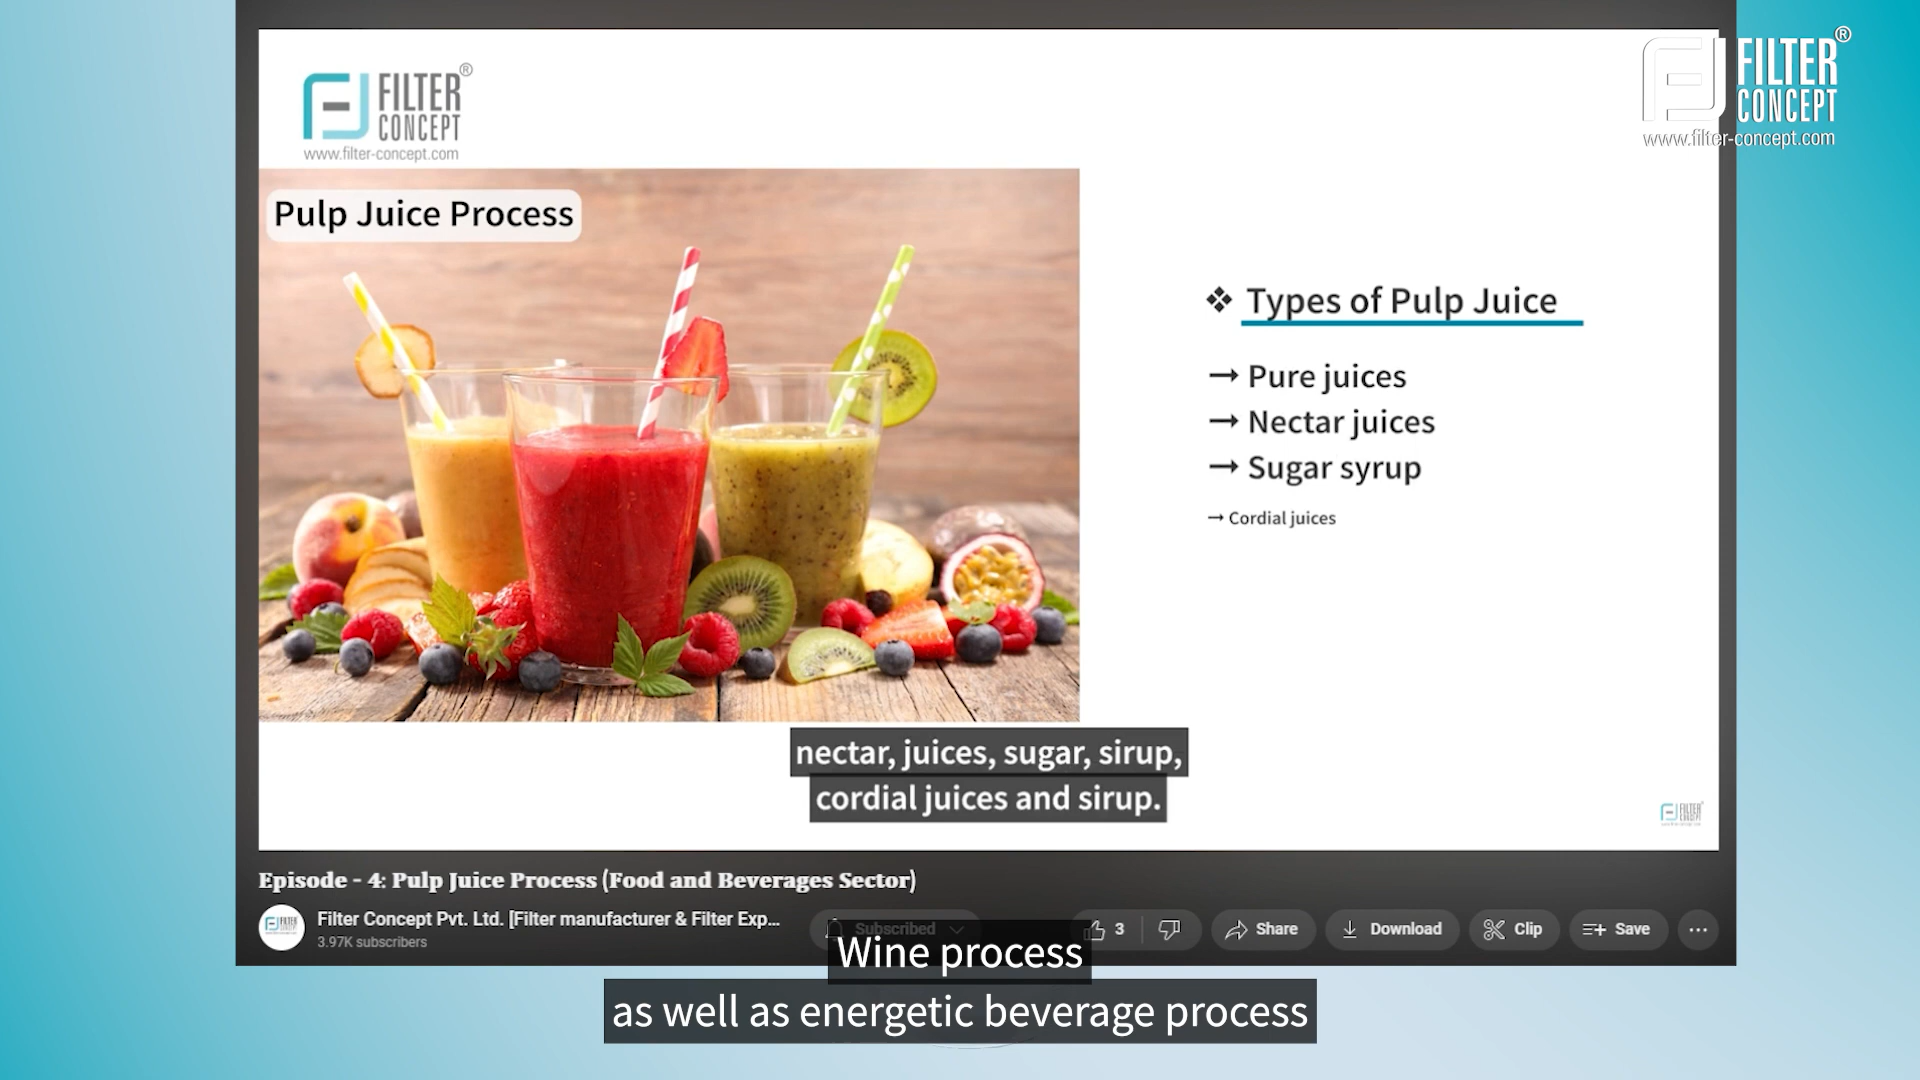 FILTER®
CONCEPT
www.filter-concept.com
FILTER®
CONCEPT
www.filter-concept.com
Pulp Juice Process
❖ Types of Pulp Juice
→ Pure juices
→ Nectar juices
→ Sugar syrup
→ Cordial juices
nectar, juices, sugar, sirup,
cordial juices and sirup.
FILTER
CONCEPT
Episode - 4: Pulp Juice Process (Food and Beverages Sector)
Filter Concept Pvt. Ltd. [Filter manufacturer & Filter Exp...
3.97K subscribers
Subscribed
3
Share
Download
Clip
Save
Wine process
as well as energetic beverage process